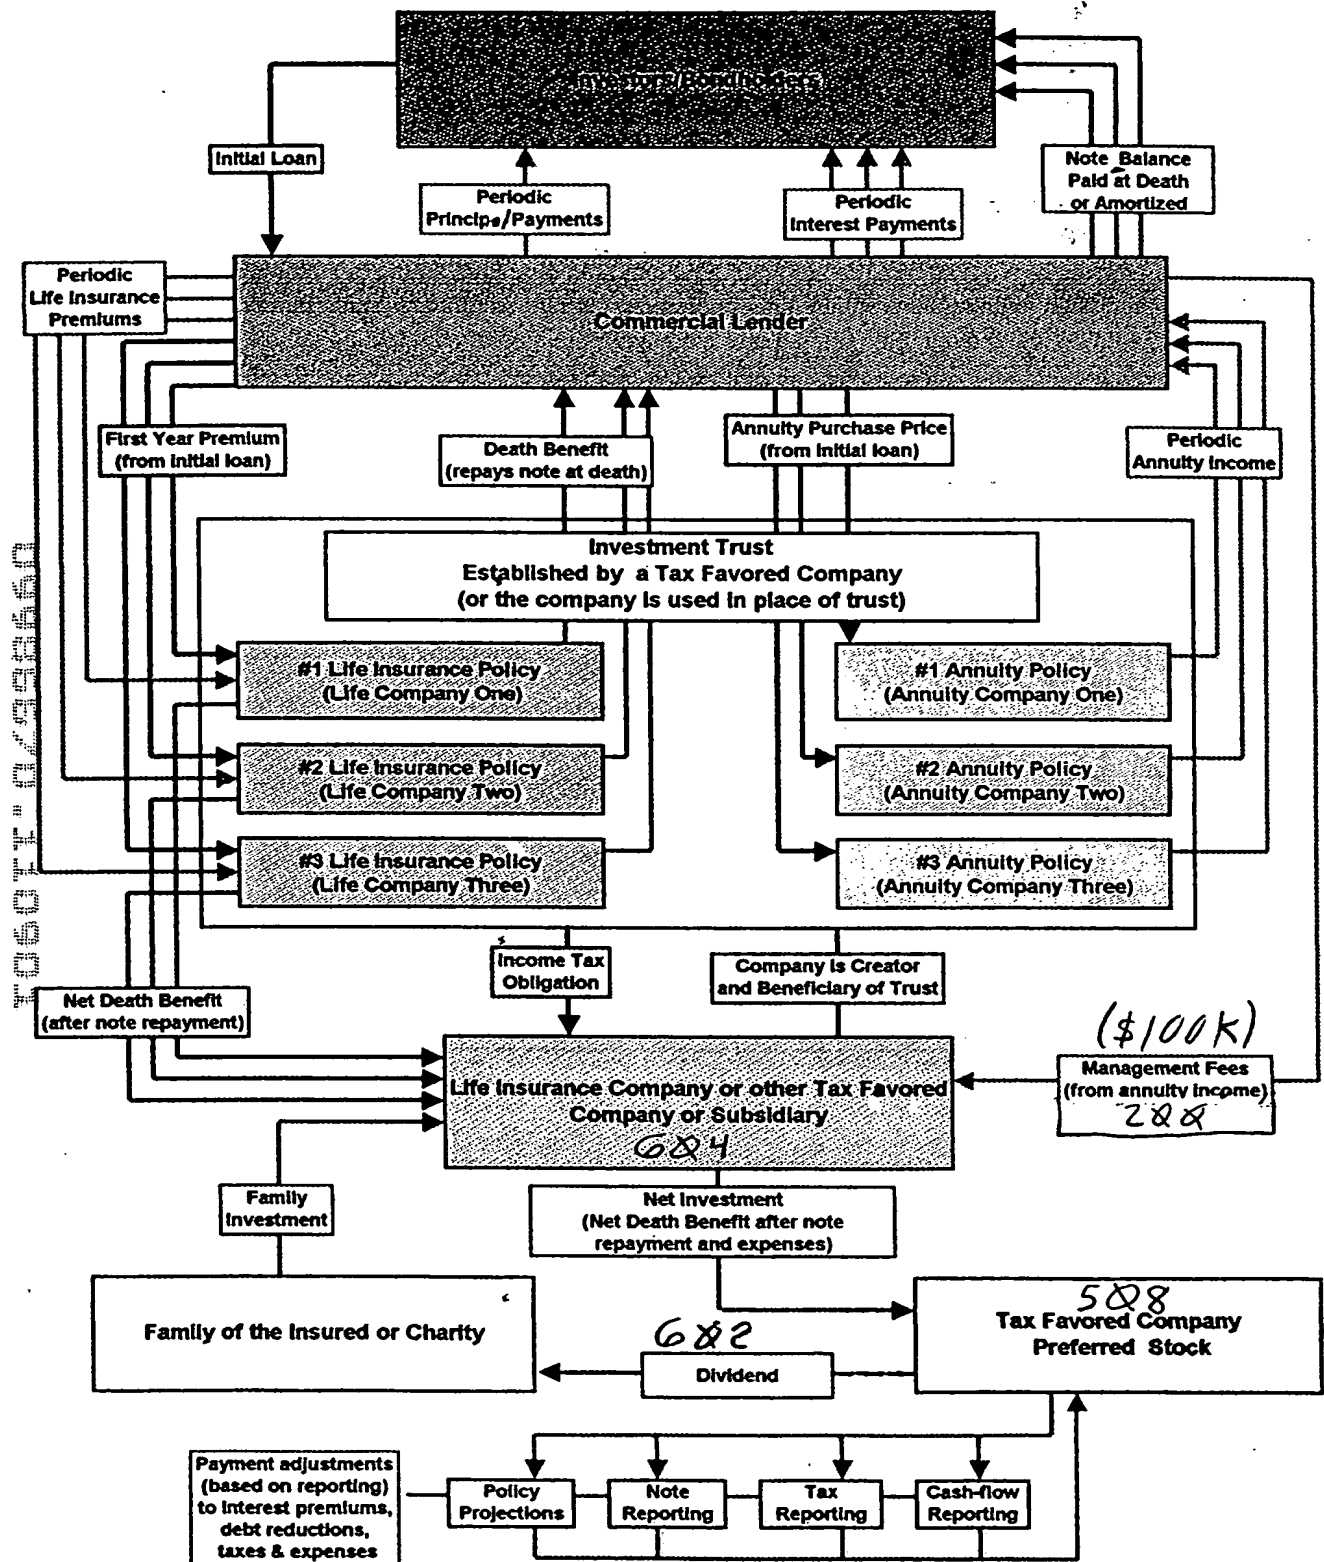 Investors/Bondholders
Initial Loan
Periodic
Principe/Payments
Periodic
Interest Payments
Note Balance
Paid at Death
or Amortized
Periodic
Life Insurance
Premiums
Commercial Lender
First Year Premium
(from initial loan)
Death Benefit
(repays note at death)
Annuity Purchase Price
(from initial loan)
Periodic
Annuity Income
Investment Trust
Established by a Tax Favored Company
(or the company is used in place of trust)
#1 Life Insurance Policy
(Life Company One)
#1 Annuity Policy
(Annuity Company One)
#2 Life Insurance Policy
(Life Company Two)
#2 Annuity Policy
(Annuity Company Two)
#3 Life Insurance Policy
(Life Company Three)
#3 Annuity Policy
(Annuity Company Three)
Income Tax
Obligation
Company is Creator
and Beneficiary of Trust
Net Death Benefit
(after note repayment)
($100K)
Management Fees
(from annuity income)
200
Life Insurance Company or other Tax Favored
Company or Subsidiary
604
Family
Investment
Net Investment
(Net Death Benefit after note
repayment and expenses)
Family of the Insured or Charity
602
Dividend
508
Tax Favored Company
Preferred Stock
Payment adjustments
(based on reporting)
to interest premiums,
debt reductions,
taxes & expenses
Policy
Projections
Note
Reporting
Tax
Reporting
Cash-flow
Reporting